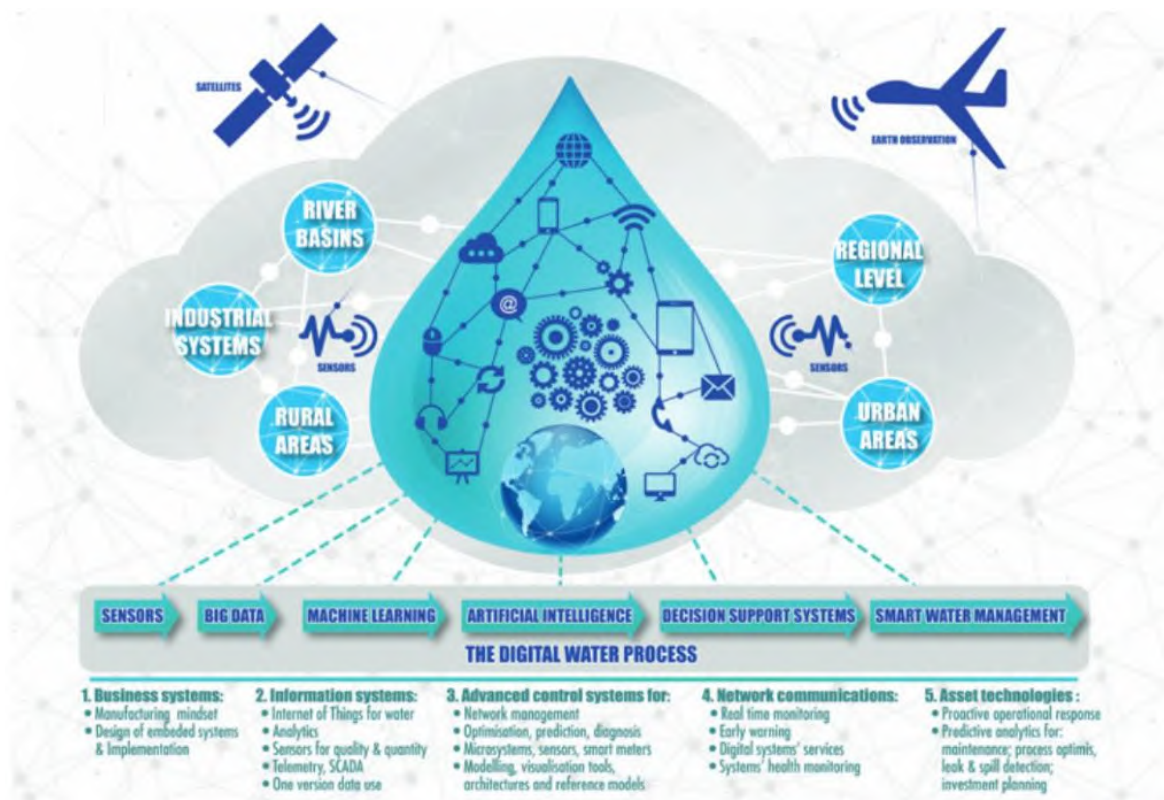 SATELLITES
EARTH OBSERVATION
RIVER
BASINS
REGIONAL
LEVEL
INDUSTRIAL
SYSTEMS
SENSORS
SENSORS
RURAL
AREAS
URBAN
AREAS
@
SENSORS
BIG DATA
MACHINE LEARNING
ARTIFICIAL INTELLIGENCE
DECISION SUPPORT SYSTEMS
SMART WATER MANAGEMENT
THE DIGITAL WATER PROCESS
1. Business systems:
• Manufacturing mindset
• Design of embeded systems
& Implementation
2. Information systems:
• Internet of Things for water
• Analytics
• Sensors for quality & quantity
• Telemetry, SCADA
• One version data use
3. Advanced control systems for:
• Network management
• Optimisation, prediction, diagnosis
• Microsystems, sensors, smart meters
• Modelling, visualisation tools,
architectures and reference models
4. Network communications:
• Real time monitoring
• Early warning
• Digital systems' services
• Systems' health monitoring
5. Asset technologies :
• Proactive operational response
• Predictive analytics for:
maintenance; process optimis,
leak & spill detection;
investment planning